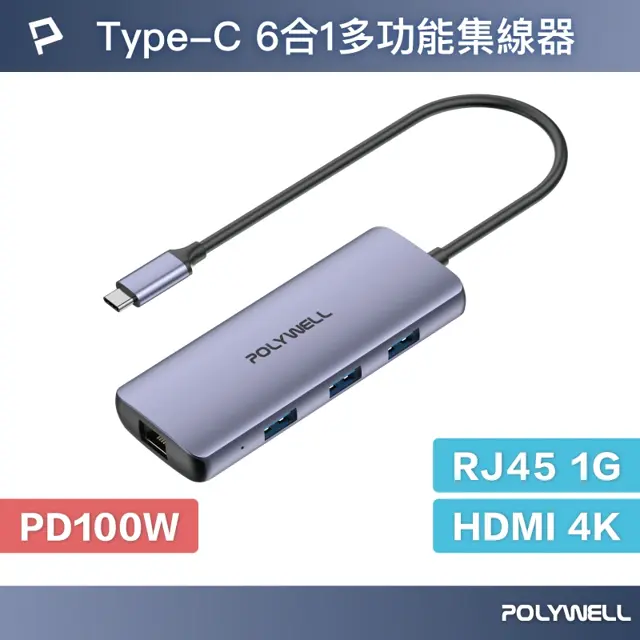 Type-C 6合1多功能集線器
POLYWELL
RJ45 1G
PD100W
HDMI 4K
POLYWELL